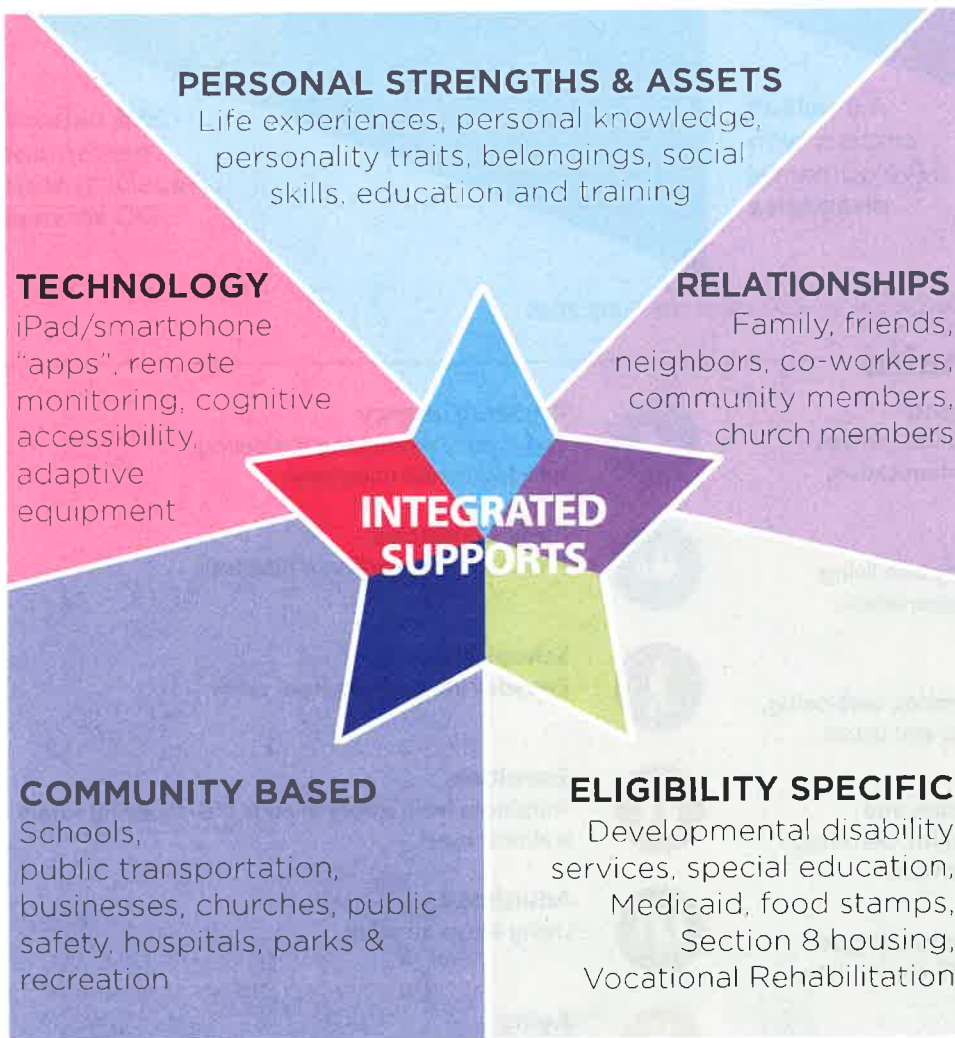 PERSONAL STRENGTHS & ASSETS
Life experiences, personal knowledge,
personality traits, belongings, social
skills, education and training
TECHNOLOGY
iPad/smartphone
"apps", remote
monitoring, cognitive
accessibility,
adaptive
equipment
RELATIONSHIPS
Family, friends,
neighbors, co-workers,
community members,
church members
INTEGRATED
SUPPORTS
COMMUNITY BASED
Schools,
public transportation,
businesses, churches, public
safety, hospitals, parks &
recreation
ELIGIBILITY SPECIFIC
Developmental disability
services, special education,
Medicaid, food stamps,
Section 8 housing,
Vocational Rehabilitation